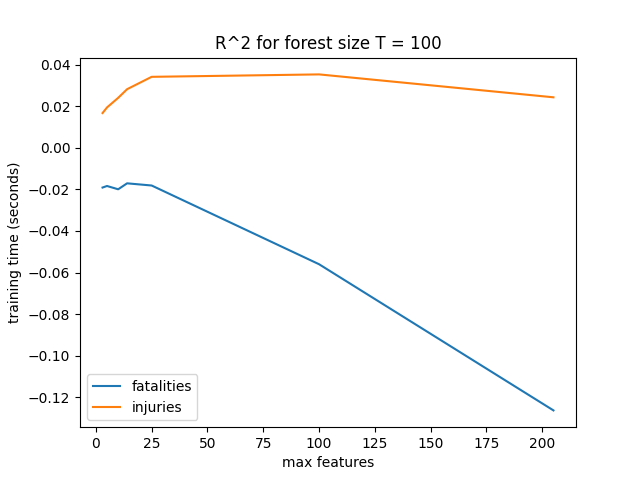 R^2 for forest size T = 100
0.04
0.02
0.00
−0.02
−0.04
−0.06
−0.08
−0.10
−0.12
training time (seconds)
fatalities
injuries
0 25 50 75 100 125 150 175 200
max features